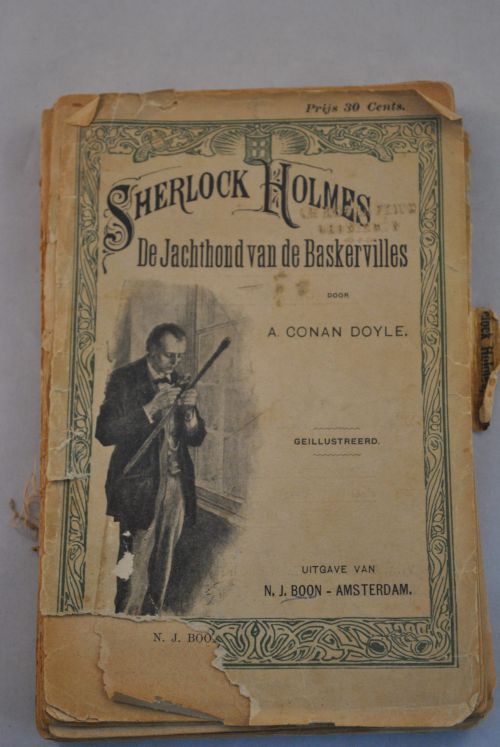 Prijs 30 Cents.
SHERLOCK HOLMES
De Jachthond van de Baskervilles
DOOR
A. CONAN DOYLE.
GEILLUSTREERD.
UITGAVE VAN
N. J. BOON - AMSTERDAM.
N. J. BOO